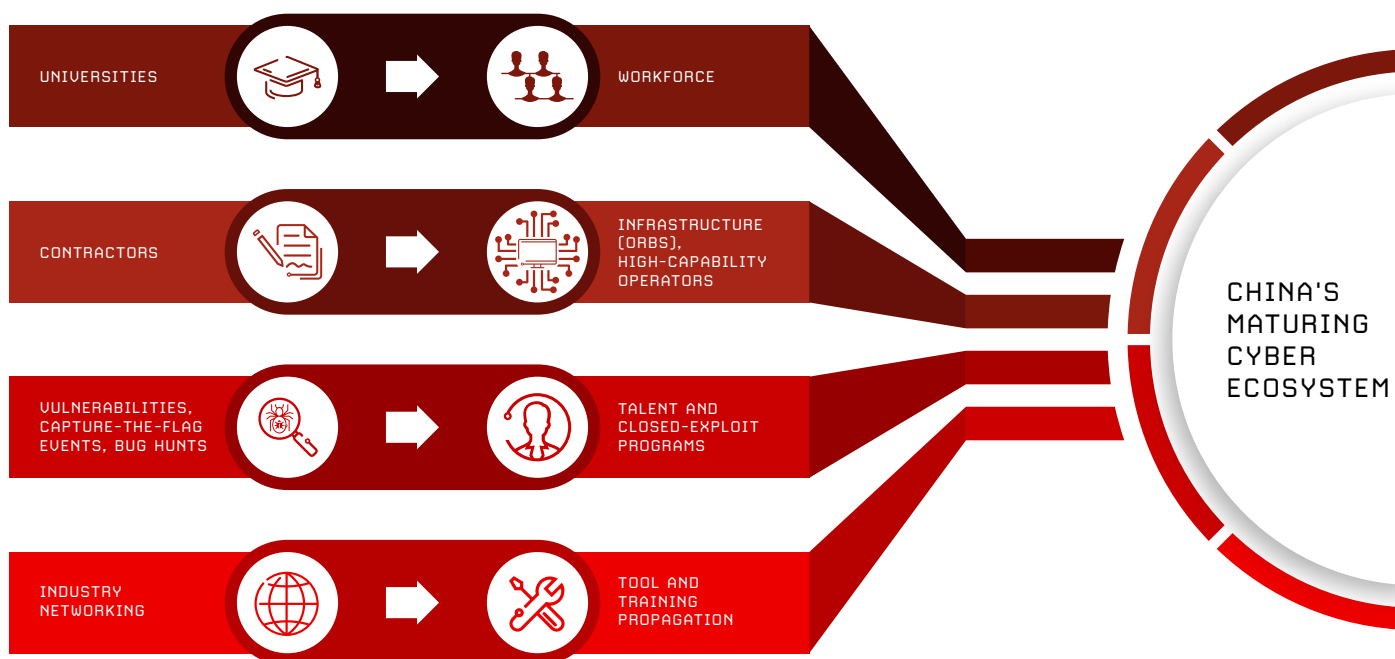 UNIVERSITIES
WORKFORCE
CONTRACTORS
INFRASTRUCTURE
(ORBS),
HIGH-CAPABILITY
OPERATORS
VULNERABILITIES,
CAPTURE-THE-FLAG
EVENTS, BUG HUNTS
TALENT AND
CLOSED-EXPLOIT
PROGRAMS
INDUSTRY
NETWORKING
TOOL AND
TRAINING
PROPAGATION
CHINA'S
MATURING
CYBER
ECOSYSTEM